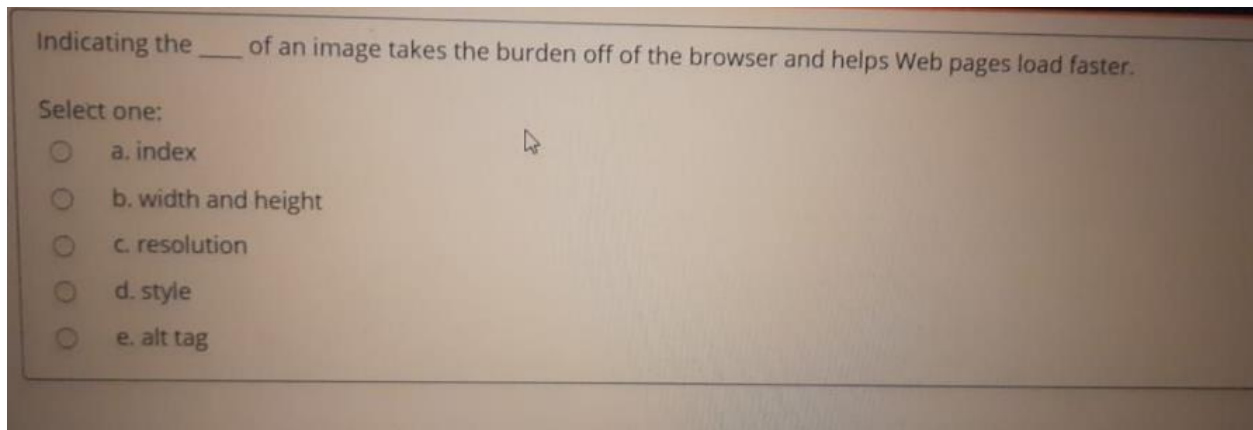 Indicating the ____ of an image takes the burden off of the browser and helps Web pages load faster.
Select one:
a. index
b. width and height
c. resolution
d. style
e. alt tag